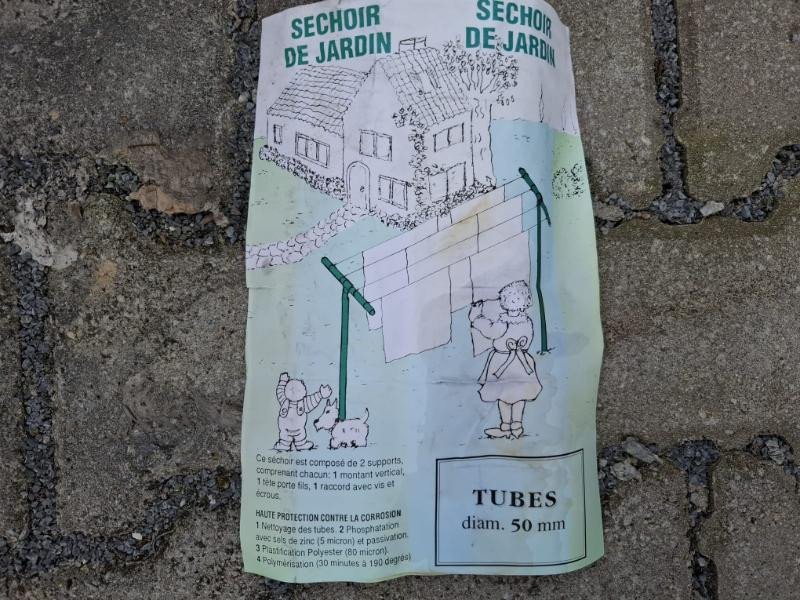 SECHOIR
DE JARDIN
SECHOIR
DE JARDIN
Ce séchoir est composé de 2 supports,
comprenant chacun: 1 montant vertical,
1 tête porte fils, 1 raccord avec vis et
écrous.
HAUTE PROTECTION CONTRE LA CORROSION
1 Nettoyage des tubes. 2 Phosphatation
avec sels de zinc (5 micron) et passivation.
3 Plastification Polyester (80 micron).
4 Polymérisation (30 minutes à 190 degrés)
TUBES
diam. 50 mm